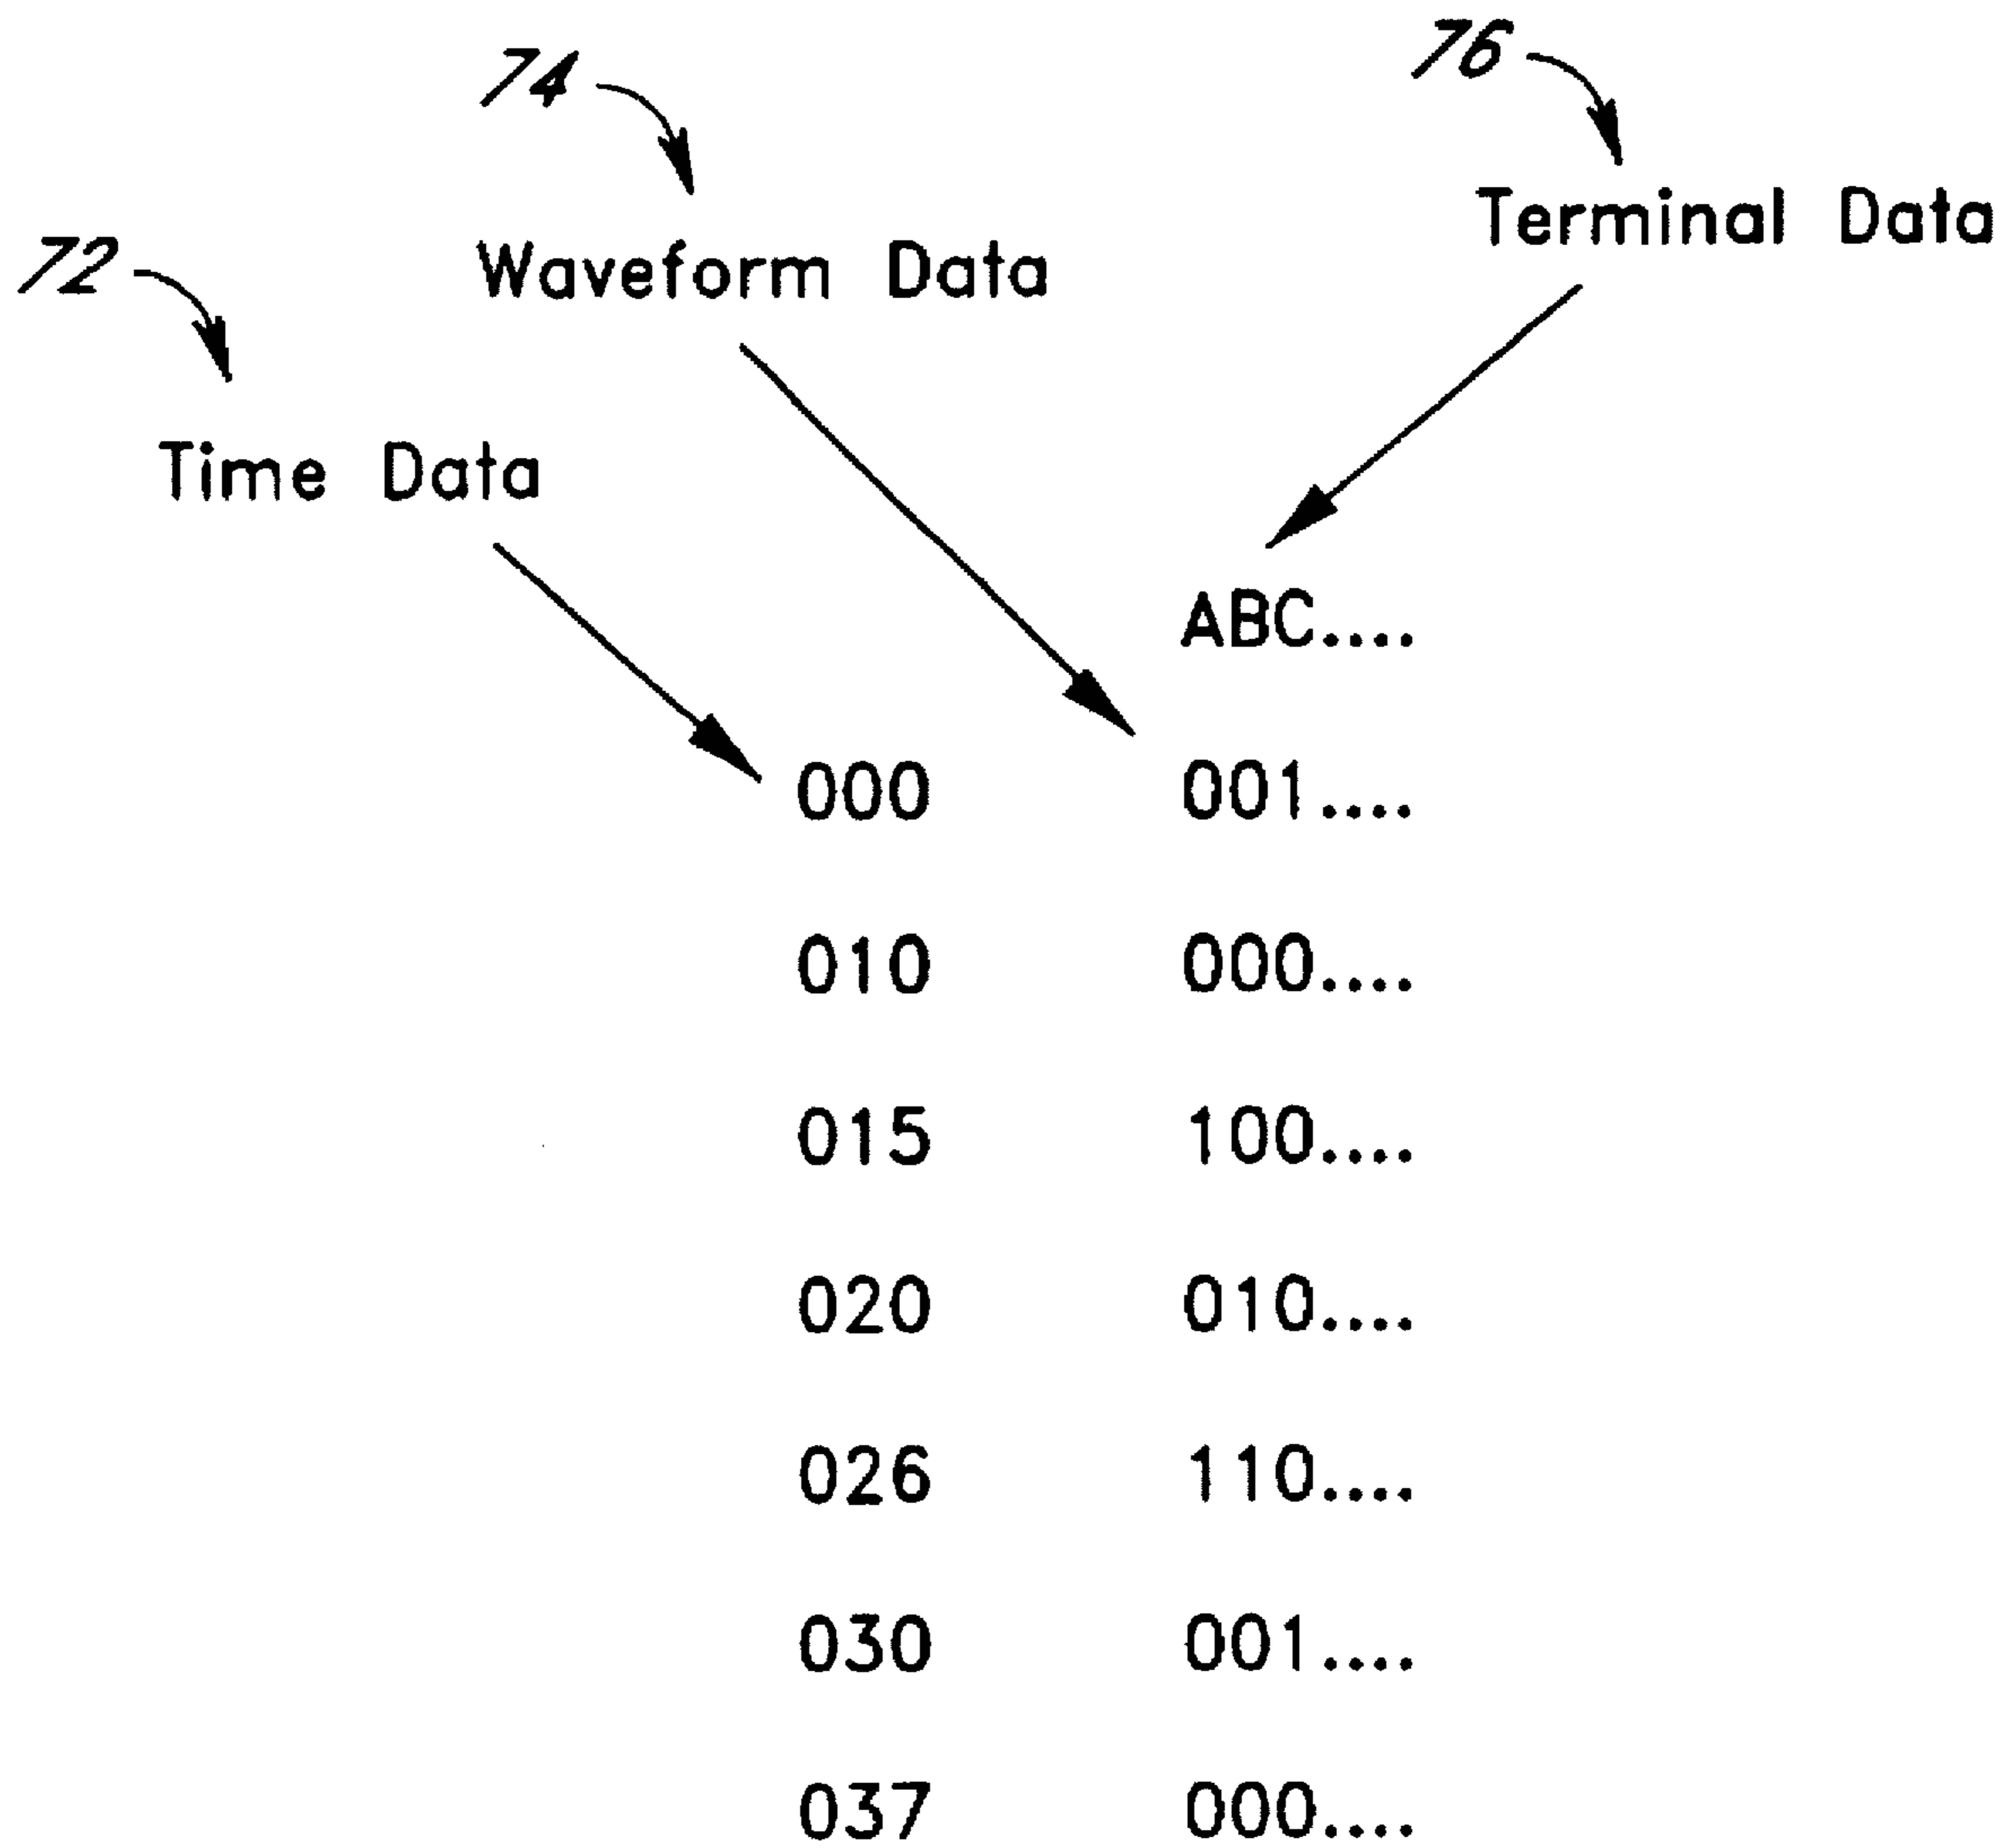 76
74
Terminal Data
72
Waveform Data
Time Data
ABC....
000 001....
010 000....
015 100....
020 010....
026 110....
030 001....
037 000....